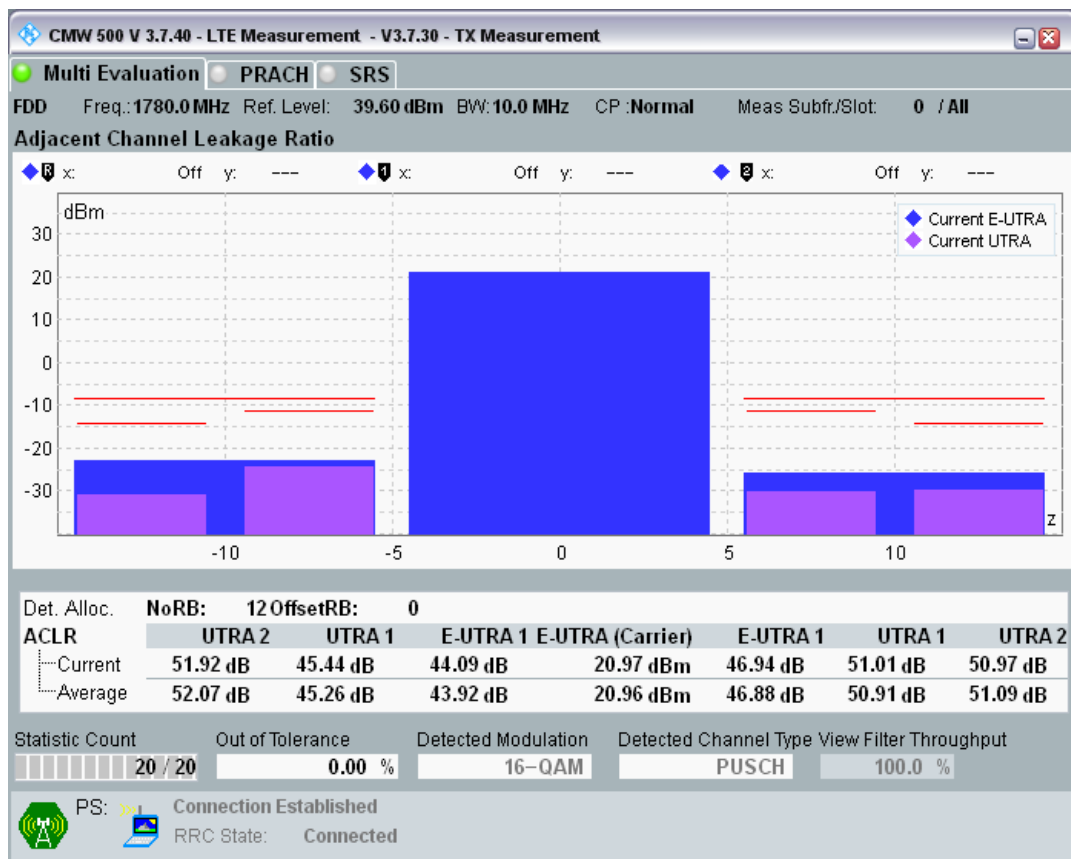 CMW 500 V 3.7.40 - LTE Measurement - V3.7.30 - TX Measurement
Multi Evaluation PRACH SRS
FDD Freq.: 1780.0 MHz Ref. Level: 39.60 dBm BW: 10.0 MHz CP :Normal Meas Subfr./Slot: 0 / All
Adjacent Channel Leakage Ratio
R x: Off y: --- 1 x: Off y: --- 2 x: Off y: ---
dBm
Current E-UTRA
Current UTRA
30
20
10
0
-10
-20
-30
z
-10 -5 0 5 10
Det. Alloc. NoRB: 12 OffsetRB: 0
ACLR UTRA 2 UTRA 1 E-UTRA 1 E-UTRA (Carrier) E-UTRA 1 UTRA 1 UTRA 2
Current 51.92 dB 45.44 dB 44.09 dB 20.97 dBm 46.94 dB 51.01 dB 50.97 dB
Average 52.07 dB 45.26 dB 43.92 dB 20.96 dBm 46.88 dB 50.91 dB 51.09 dB
Statistic Count Out of Tolerance Detected Modulation Detected Channel Type View Filter Throughput
20 / 20 0.00 % 16-QAM PUSCH 100.0 %
PS: Connection Established
RRC State: Connected